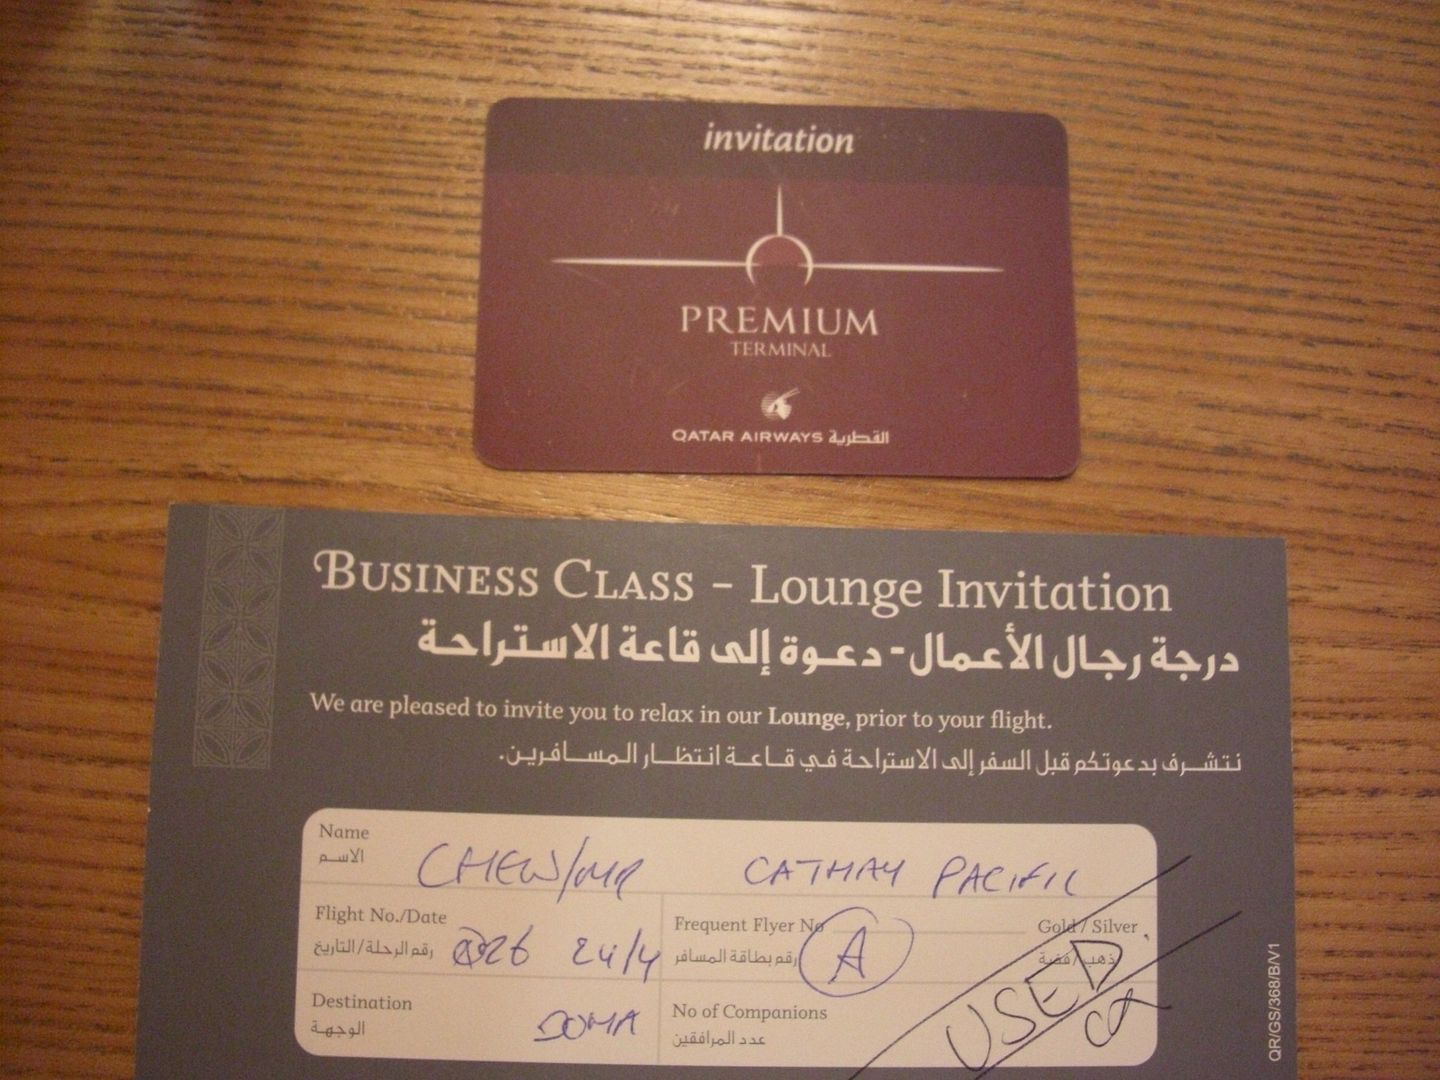 invitation
PREMIUM
TERMINAL
QATAR AIRWAYS القطرية
BUSINESS CLASS – Lounge Invitation
درجة رجال الأعمال - دعوة إلى قاعة الاستراحة
We are pleased to invite you to relax in our Lounge, prior to your flight.
نتشرف بدعوتكم قبل السفر إلى الاستراحة في قاعة انتظار المسافرين.
Name
الاسم
CHEW/MR CATHAY PACIFIC
Flight No./Date
رقم الرحلة/التاريخ
26 24/4
Frequent Flyer No
رقم بطاقة المسافر
A
Gold / Silver
ذهب / فضية
Destination
الوجهة
DOHA
No of Companions
عدد المرافقين
USED
QR/GS/368/B/V1